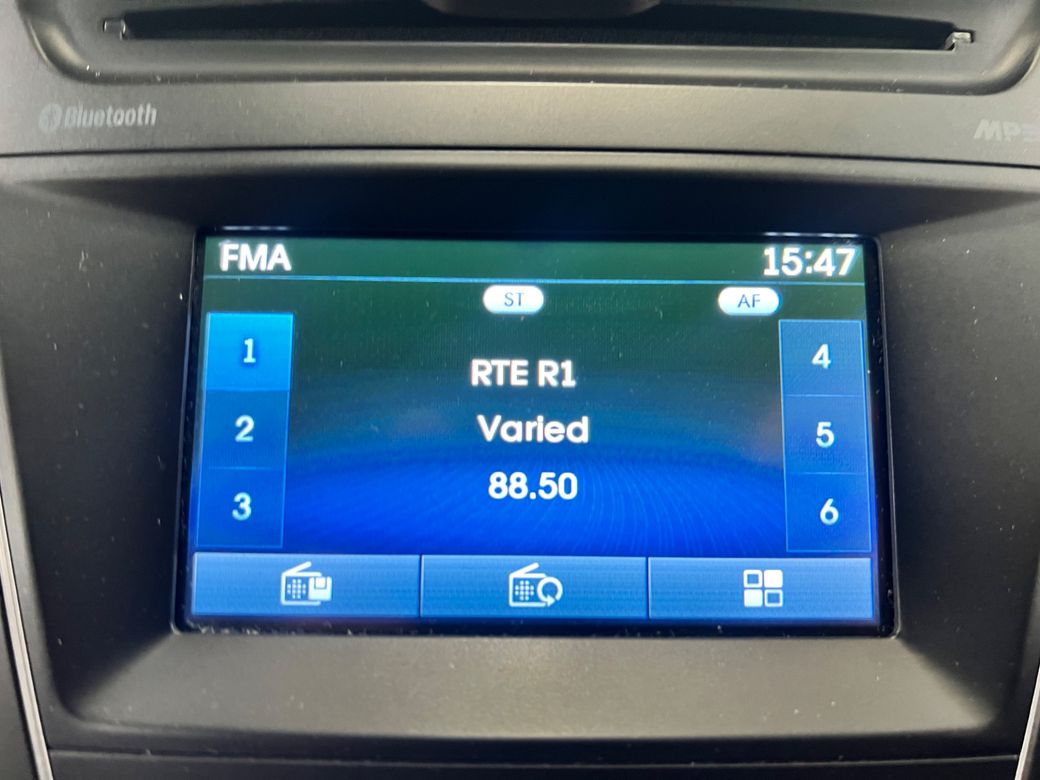 Bluetooth
MP3
FMA 15:47
ST AF
1 4
RTE R1
Varied
2 5
88.50
3 6